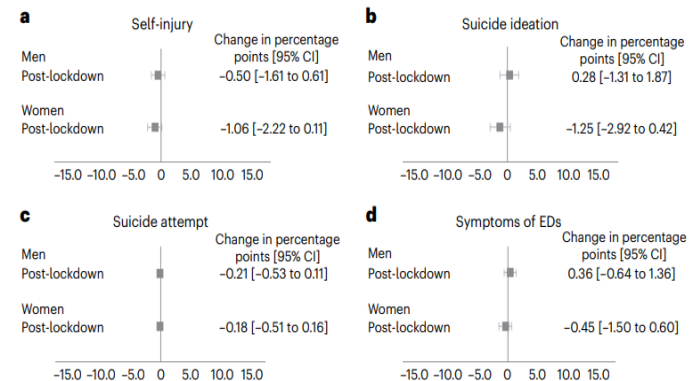 a
Self-injury
Change in percentage
points [95% CI]
Men
Post-lockdown −0.50 [−1.61 to 0.61]
Women
Post-lockdown −1.06 [−2.22 to 0.11]
−15.0 −10.0 −5.0 0 5.0 10.0 15.0
b
Suicide ideation
Change in percentage
points [95% CI]
Men
Post-lockdown 0.28 [−1.31 to 1.87]
Women
Post-lockdown −1.25 [−2.92 to 0.42]
−15.0 −10.0 −5.0 0 5.0 10.0 15.0
c
Suicide attempt
Change in percentage
points [95% CI]
Men
Post-lockdown −0.21 [−0.53 to 0.11]
Women
Post-lockdown −0.18 [−0.51 to 0.16]
−15.0 −10.0 −5.0 0 5.0 10.0 15.0
d
Symptoms of EDs
Change in percentage
points [95% CI]
Men
Post-lockdown 0.36 [−0.64 to 1.36]
Women
Post-lockdown −0.45 [−1.50 to 0.60]
−15.0 −10.0 −5.0 0 5.0 10.0 15.0